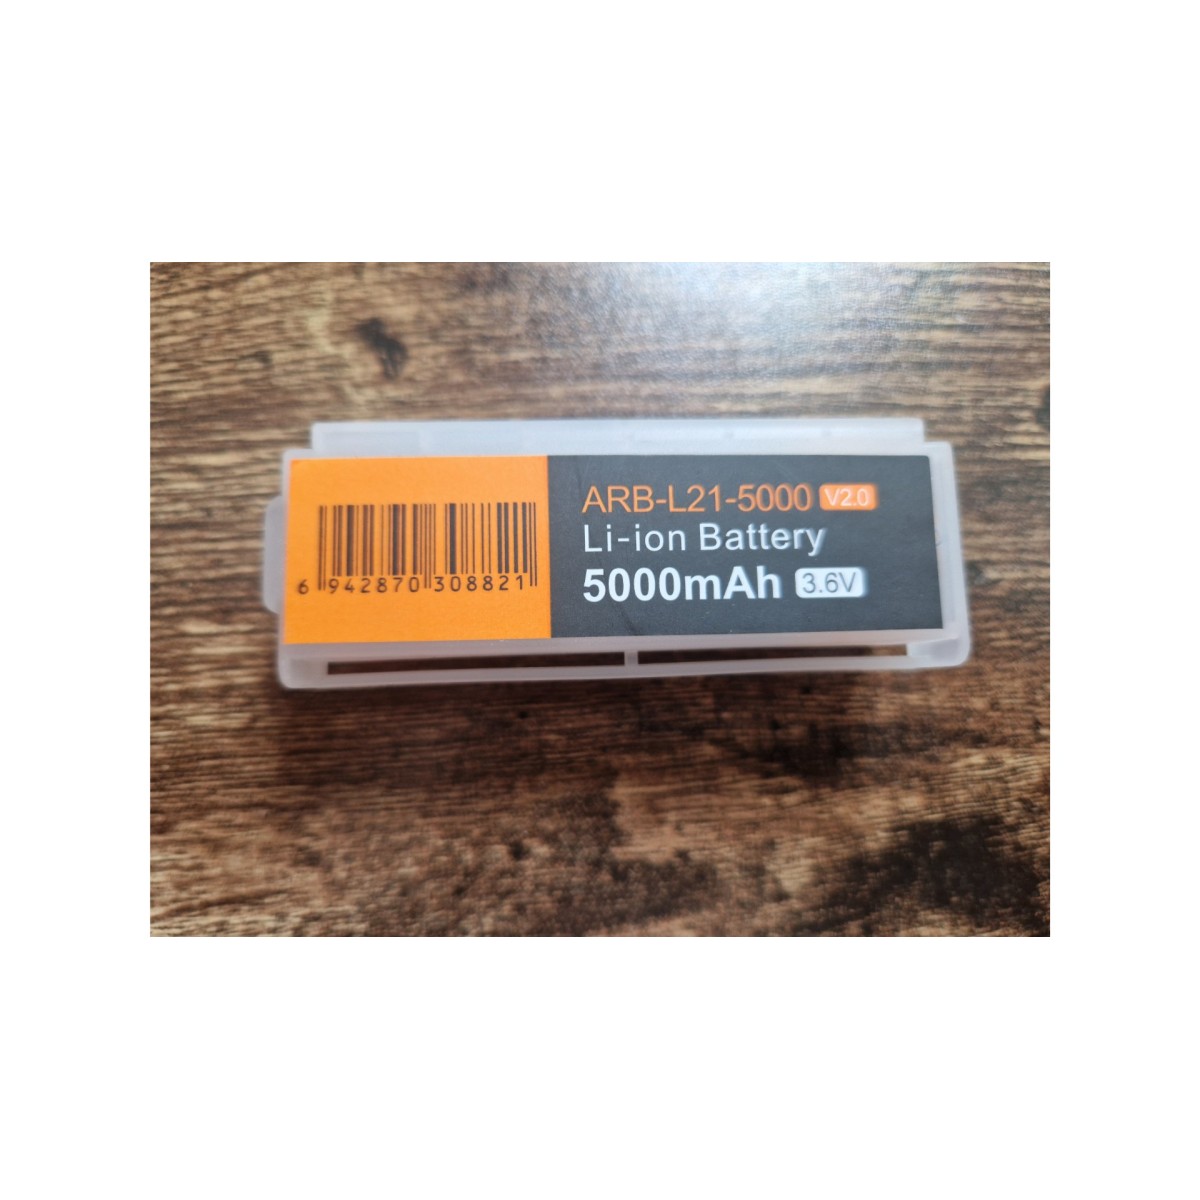 6 942870 308821
ARB-L21-5000 V2.0
Li-ion Battery
5000mAh 3.6V